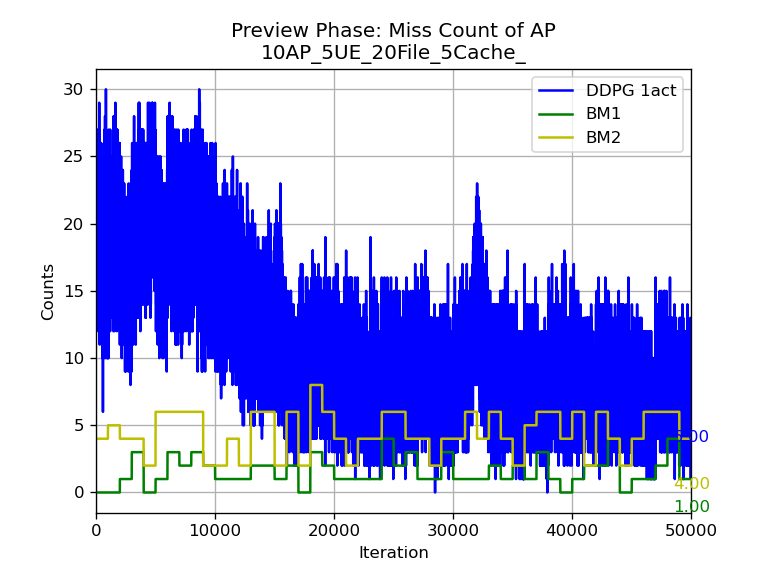 Preview Phase: Miss Count of AP
10AP_5UE_20File_5Cache_
DDPG 1act
BM1
BM2
Counts
30
25
20
15
10
5
0
4.00
1.00
0
10000
20000
30000
40000
50000
Iteration